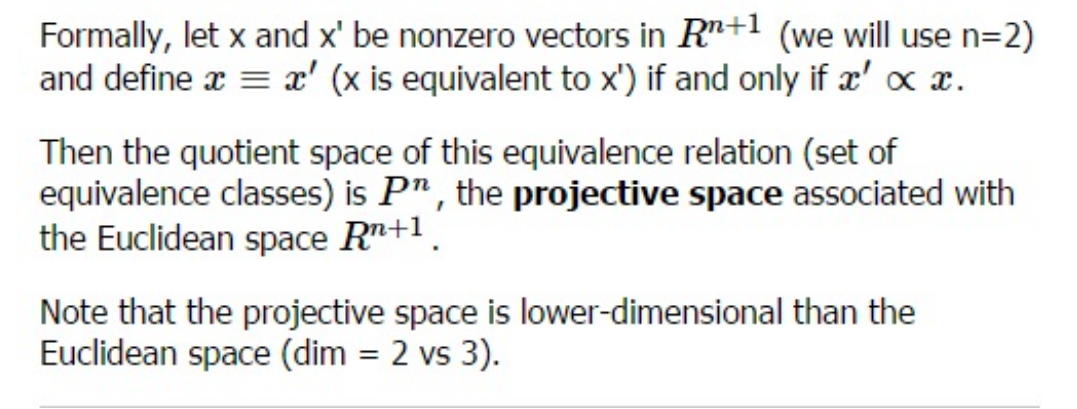 Formally, let x and x' be nonzero vectors in Rⁿ⁺¹ (we will use n=2)
and define x ≡ x′ (x is equivalent to x') if and only if x′ ∝ x.
Then the quotient space of this equivalence relation (set of
equivalence classes) is Pⁿ, the projective space associated with
the Euclidean space Rⁿ⁺¹.
Note that the projective space is lower-dimensional than the
Euclidean space (dim = 2 vs 3).